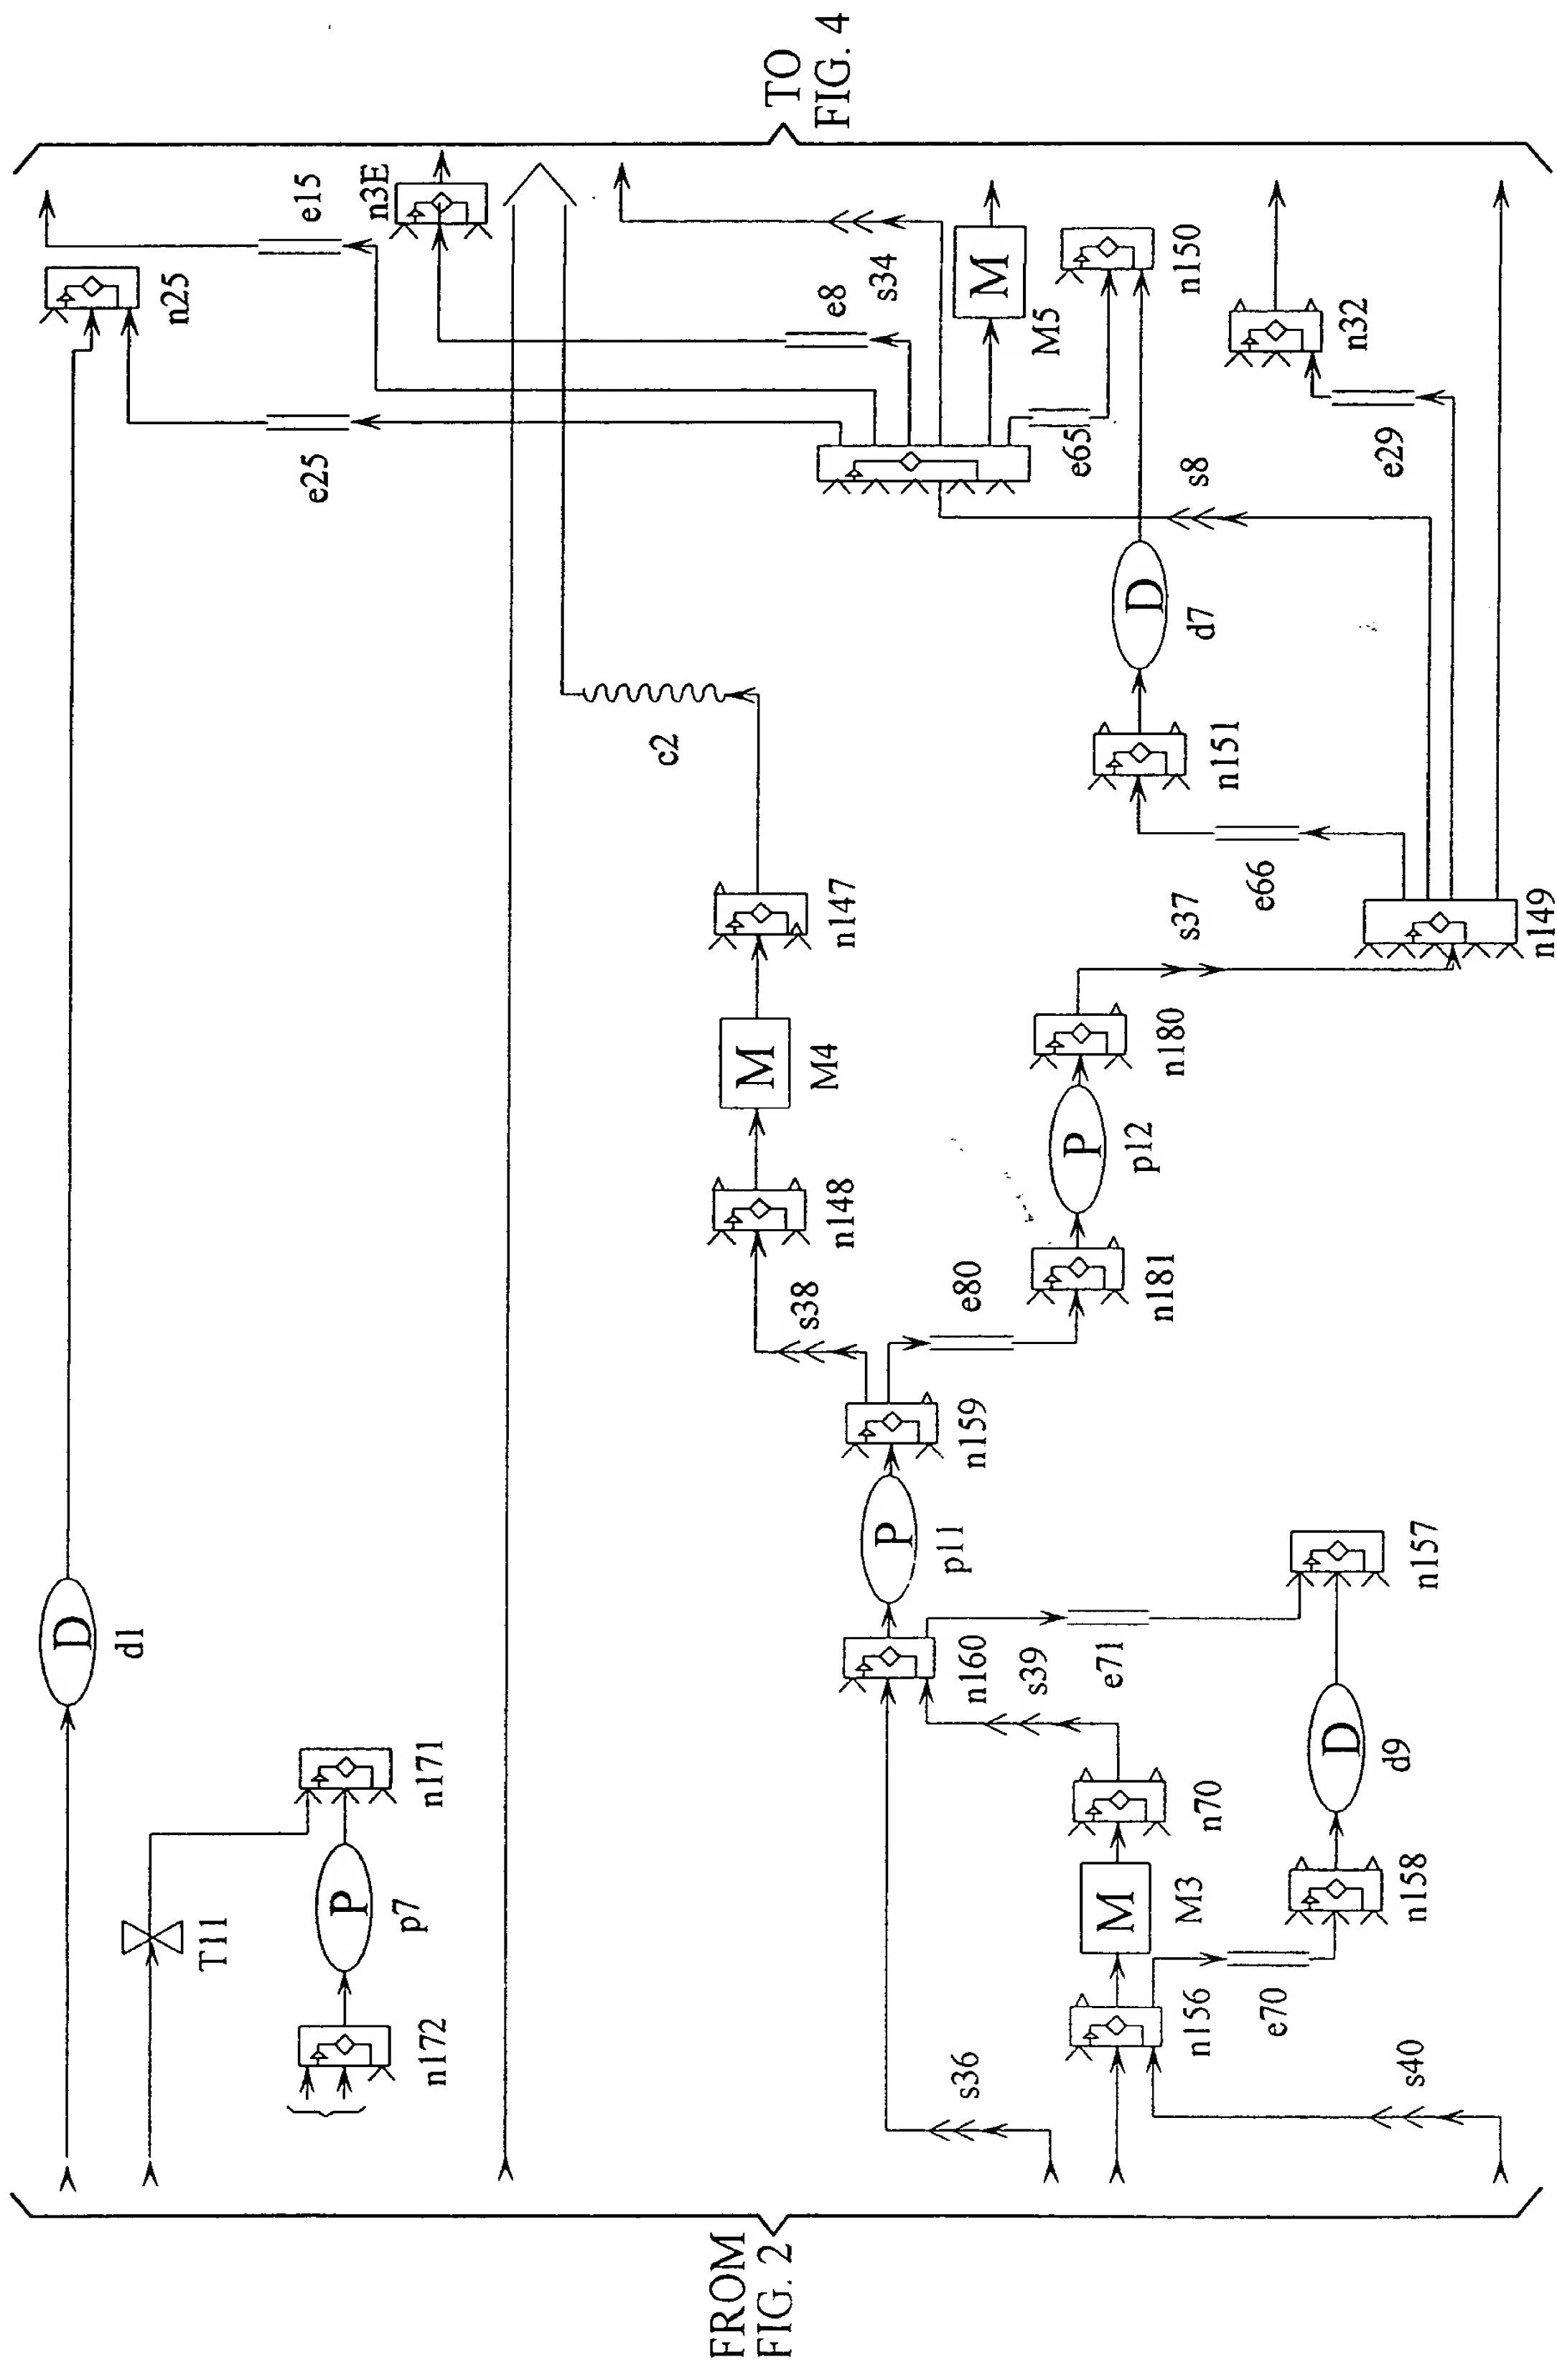 FROM
FIG. 2
TO
FIG. 4
D
d1
n25
T11
e25
e15
P
p7
n3E
n172
n171
c2
M
M4
s38
n148
n147
e8
s34
P
p11
s36
n160
n159
e80
M
M5
s39
e71
P
p12
e65
D
d7
M
M3
n181
n180
s37
s8
n150
n156
n70
n151
e70
e66
D
d9
n32
e29
s40
n158
n157
n149